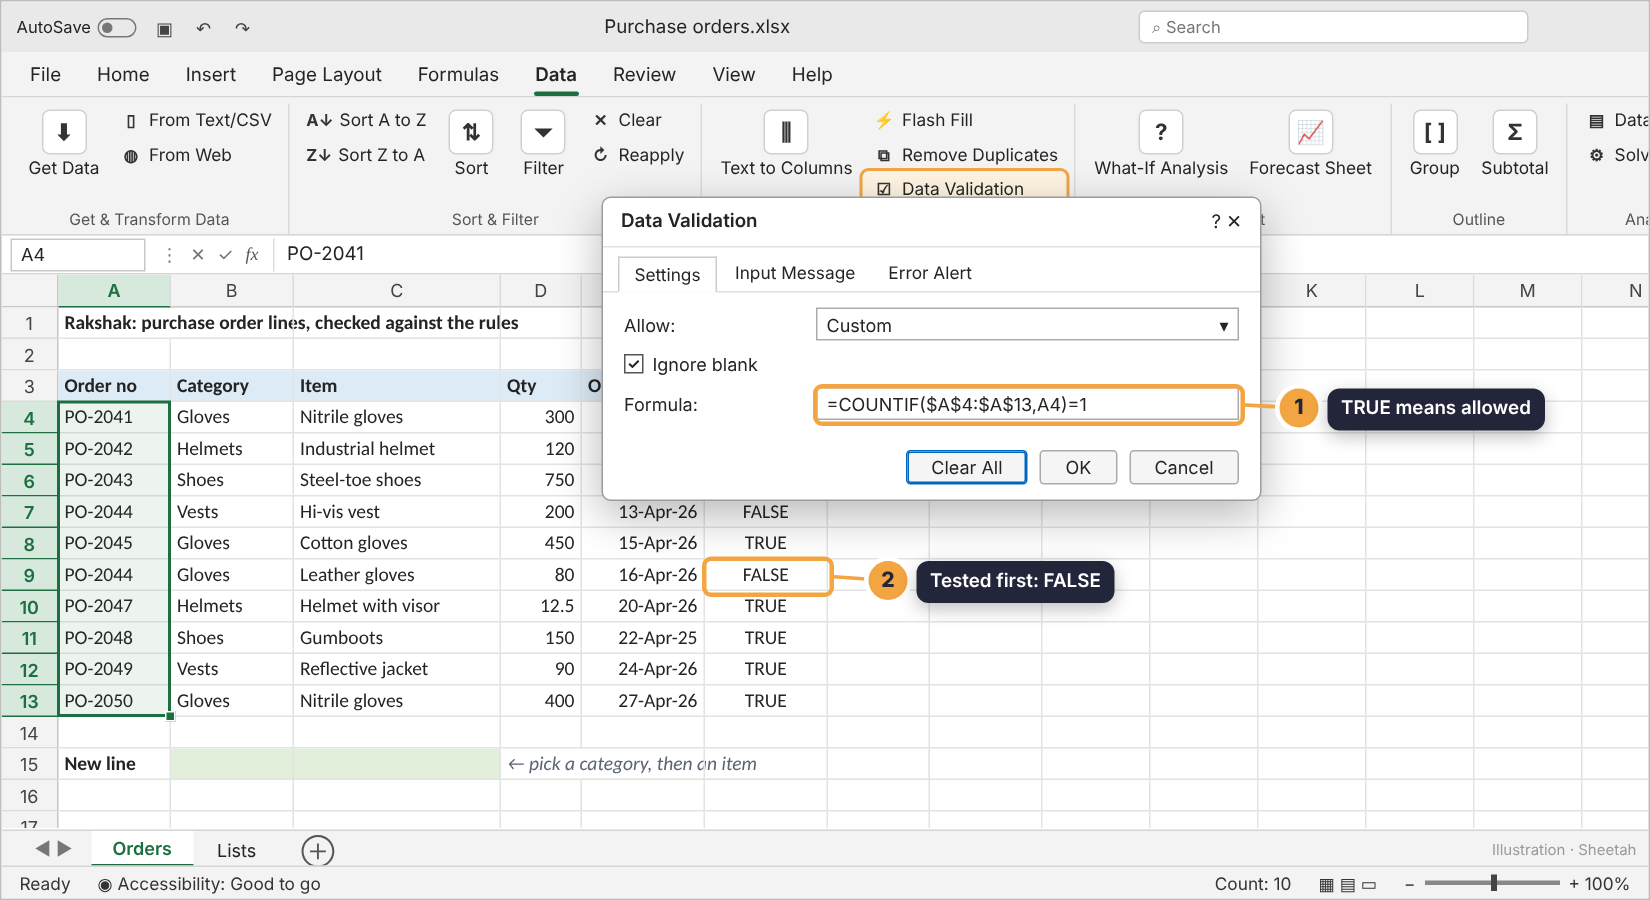 AutoSave Purchase orders.xlsx Search
File Home Insert Page Layout Formulas Data Review View Help
From Text/CSV Sort A to Z Clear Flash Fill
From Web Sort Z to A Reapply Remove Duplicates
Get Data Sort Filter Text to Columns What-If Analysis Forecast Sheet Group Subtotal
Data Validation
Get & Transform Data Sort & Filter Outline
Data Validation ? ×
A4 fx PO-2041
Settings Input Message Error Alert
A B C D K L M N
Allow: Custom
1 Rakshak: purchase order lines, checked against the rules
2
Ignore blank
3 Order no Category Item Qty
Formula: =COUNTIF($A$4:$A$13,A4)=1
1 TRUE means allowed
Clear All OK Cancel
4 PO-2041 Gloves Nitrile gloves 300
5 PO-2042 Helmets Industrial helmet 120
6 PO-2043 Shoes Steel-toe shoes 750
7 PO-2044 Vests Hi-vis vest 200 13-Apr-26 FALSE
8 PO-2045 Gloves Cotton gloves 450 15-Apr-26 TRUE
9 PO-2044 Gloves Leather gloves 80 16-Apr-26 FALSE
2 Tested first: FALSE
10 PO-2047 Helmets Helmet with visor 12.5 20-Apr-26 TRUE
11 PO-2048 Shoes Gumboots 150 22-Apr-25 TRUE
12 PO-2049 Vests Reflective jacket 90 24-Apr-26 TRUE
13 PO-2050 Gloves Nitrile gloves 400 27-Apr-26 TRUE
14
15 New line ← pick a category, then an item
16
17
Orders Lists
Illustration · Sheetah
Ready Accessibility: Good to go Count: 10 − + 100%